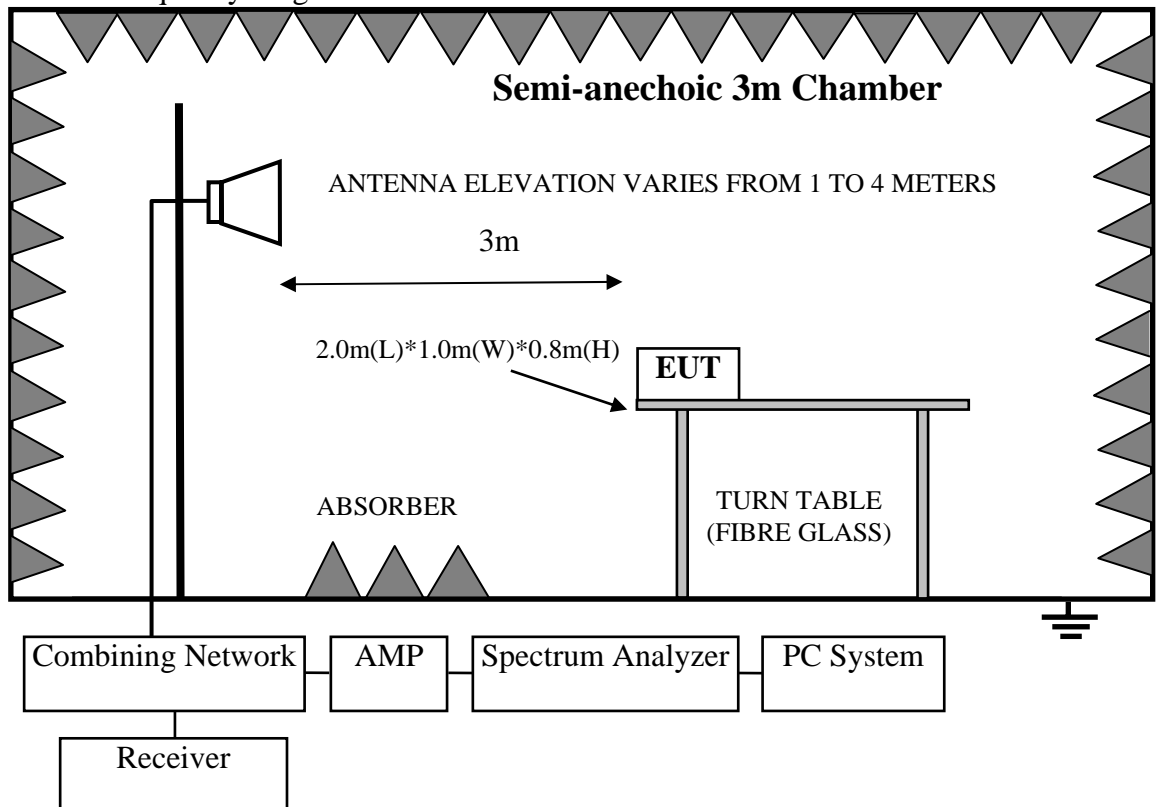 Semi-anechoic 3m Chamber
ANTENNA ELEVATION VARIES FROM 1 TO 4 METERS
3m
2.0m(L)*1.0m(W)*0.8m(H)
EUT
ABSORBER
TURN TABLE
(FIBRE GLASS)
Combining Network
AMP
Spectrum Analyzer
PC System
Receiver